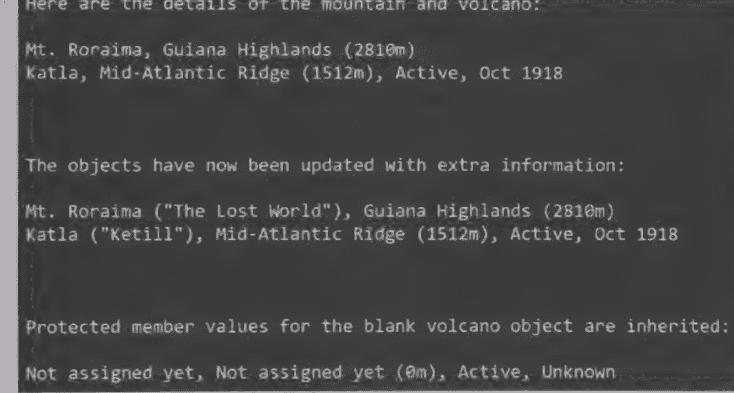 Here are the details of the mountain and volcano:
Mt. Roraima, Guiana Highlands (2810m)
Katla, Mid-Atlantic Ridge (1512m), Active, Oct 1918
The objects have now been updated with extra information:
Mt. Roraima ("The Lost World"), Guiana Highlands (2810m)
Katla ("Ketill"), Mid-Atlantic Ridge (1512m), Active, Oct 1918
Protected member values for the blank volcano object are inherited:
Not assigned yet, Not assigned yet (0m), Active, Unknown